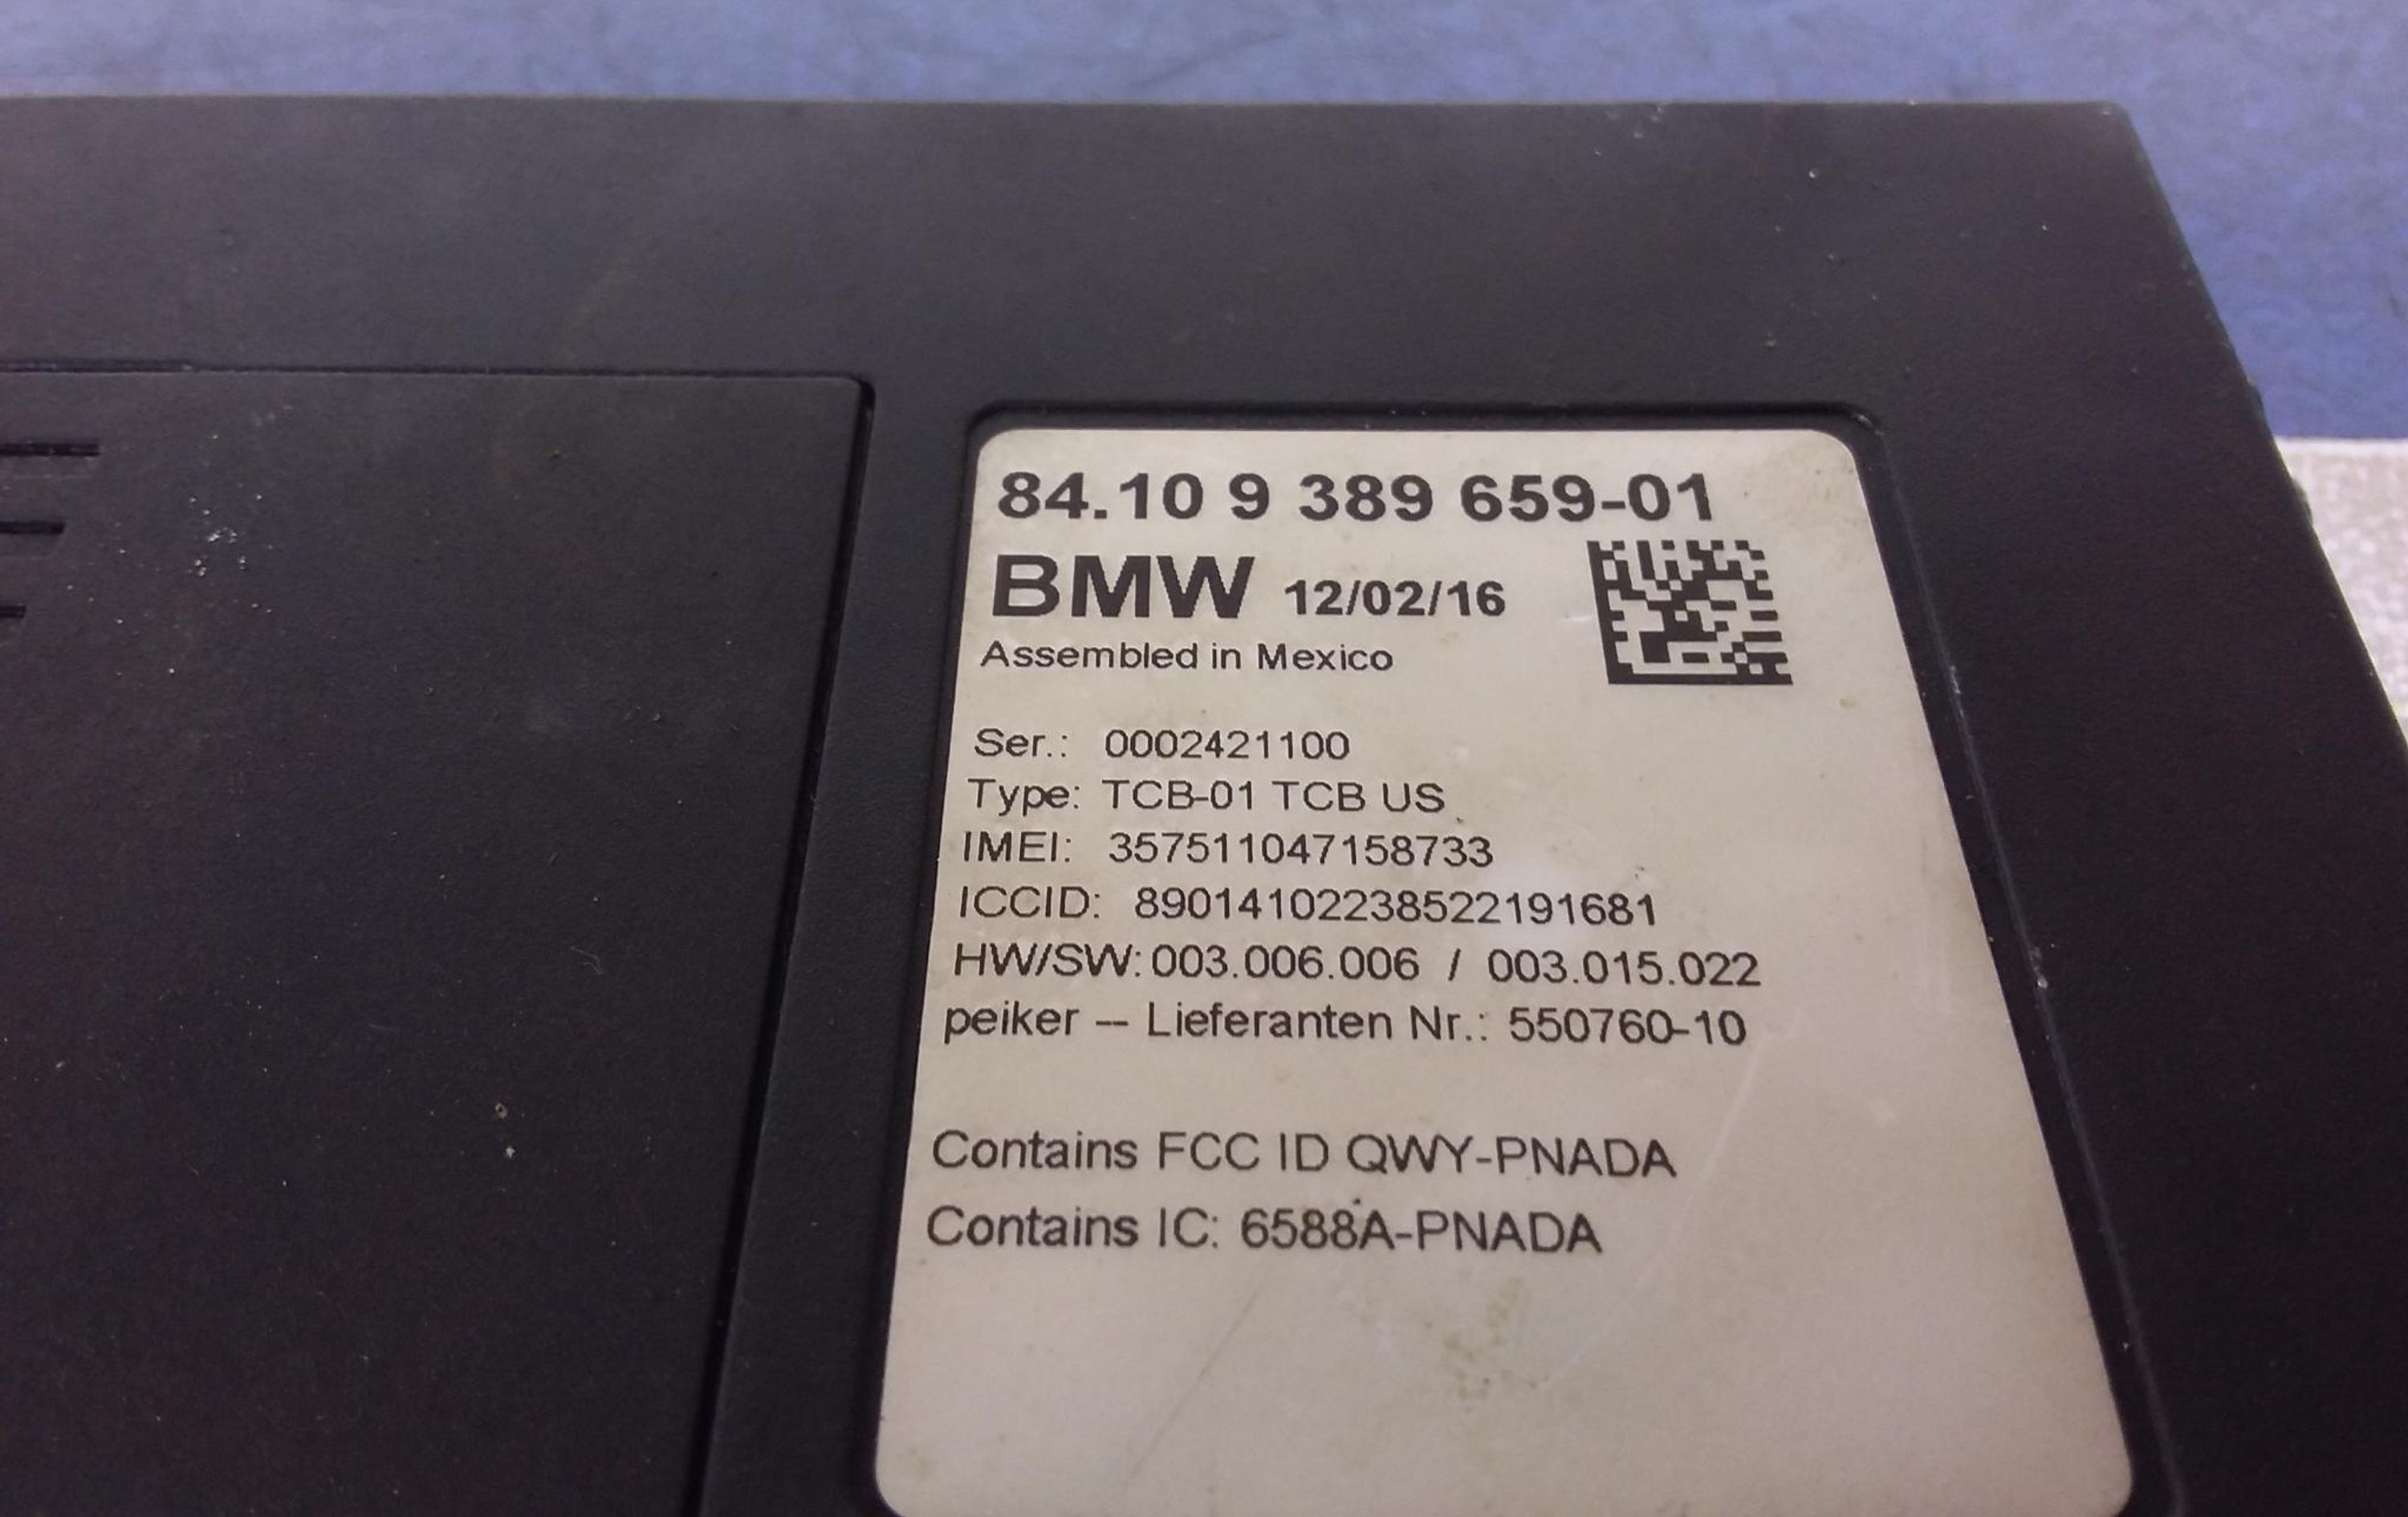 84.10 9 389 659-01
BMW 12/02/16
Assembled in Mexico
Ser.: 0002421100
Type: TCB-01 TCB US
IMEI: 357511047158733
ICCID: 89014102238522191681
HW/SW: 003.006.006 / 003.015.022
peiker -- Lieferanten Nr.: 550760-10
Contains FCC ID QWY-PNADA
Contains IC: 6588A-PNADA